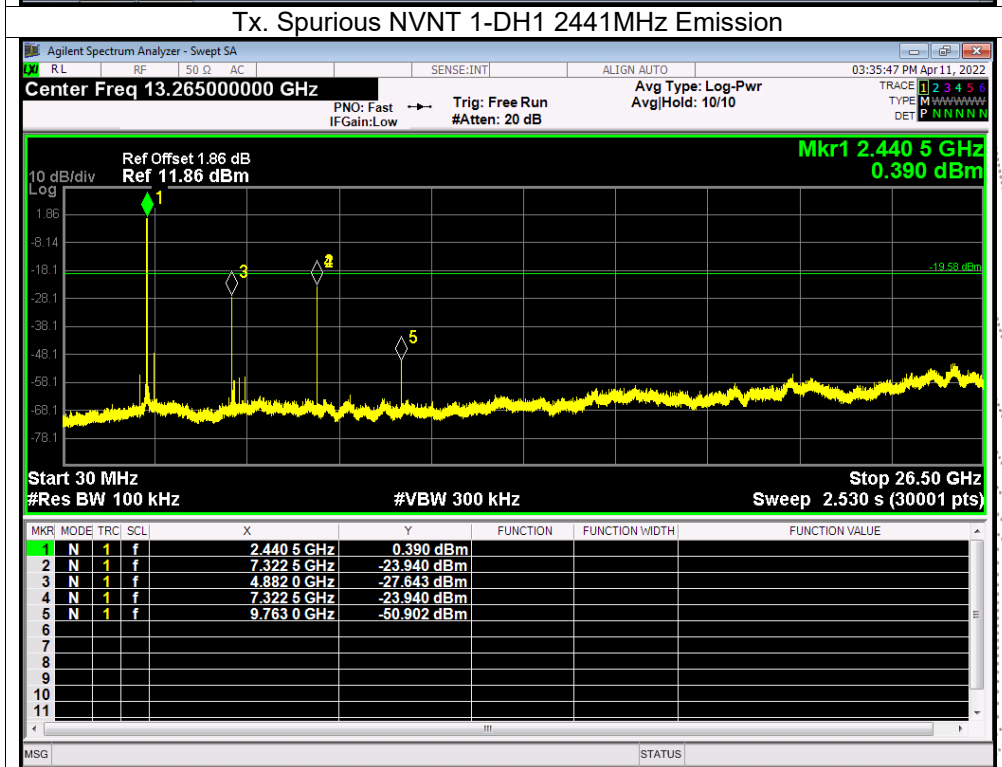 Tx. Spurious NVNT 1-DH1 2441MHz Emission
Agilent Spectrum Analyzer - Swept SA
LXI RL RF 50 Ω AC SENSE:INT ALIGN AUTO 03:35:47 PM Apr 11, 2022
Center Freq 13.265000000 GHz
PNO: Fast
IFGain:Low
Trig: Free Run
#Atten: 20 dB
Avg Type: Log-Pwr
Avg|Hold: 10/10
TRACE 1 2 3 4 5 6
TYPE M WWWWW
DET P N N N N N
Ref Offset 1.86 dB
10 dB/div Ref 11.86 dBm
Log
Mkr1 2.440 5 GHz
0.390 dBm
1
1.86
-8.14
-18.1
-28.1
-38.1
-48.1
-58.1
-68.1
-78.1
3
5
-19.58 dBm
Start 30 MHz
Stop 26.50 GHz
#Res BW 100 kHz #VBW 300 kHz Sweep 2.530 s (30001 pts)
MKR MODE TRC SCL X Y FUNCTION FUNCTION WIDTH FUNCTION VALUE
1 N 1 f 2.440 5 GHz 0.390 dBm
2 N 1 f 7.322 5 GHz -23.940 dBm
3 N 1 f 4.882 0 GHz -27.643 dBm
4 N 1 f 7.322 5 GHz -23.940 dBm
5 N 1 f 9.763 0 GHz -50.902 dBm
6
7
8
9
10
11
MSG STATUS